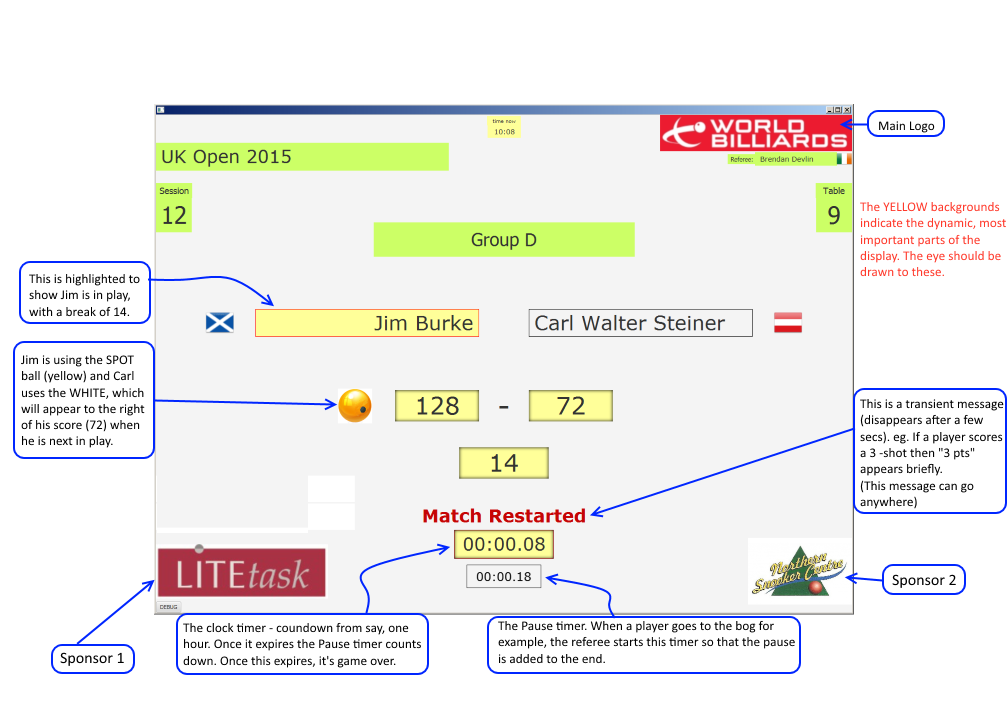 time now
10:08
WORLD
BILLIARDS
Main Logo
UK Open 2015
Referee: Brendan Devlin
Session
12
Table
9
The YELLOW backgrounds
indicate the dynamic, most
important parts of the
display. The eye should be
drawn to these.
Group D
This is highlighted to
show Jim is in play,
with a break of 14.
Jim Burke
Carl Walter Steiner
Jim is using the SPOT
ball (yellow) and Carl
uses the WHITE, which
will appear to the right
of his score (72) when
he is next in play.
128 - 72
14
This is a transient message
(disappears after a few
secs). eg. If a player scores
a 3 -shot then "3 pts"
appears briefly.
(This message can go
anywhere)
Match Restarted
00:00.08
00:00.18
LITEtask
Northern
Snooker Centre
Sponsor 2
DEBUG
The clock timer - coundown from say, one
hour. Once it expires the Pause timer counts
down. Once this expires, it's game over.
The Pause timer. When a player goes to the bog for
example, the referee starts this timer so that the pause
is added to the end.
Sponsor 1